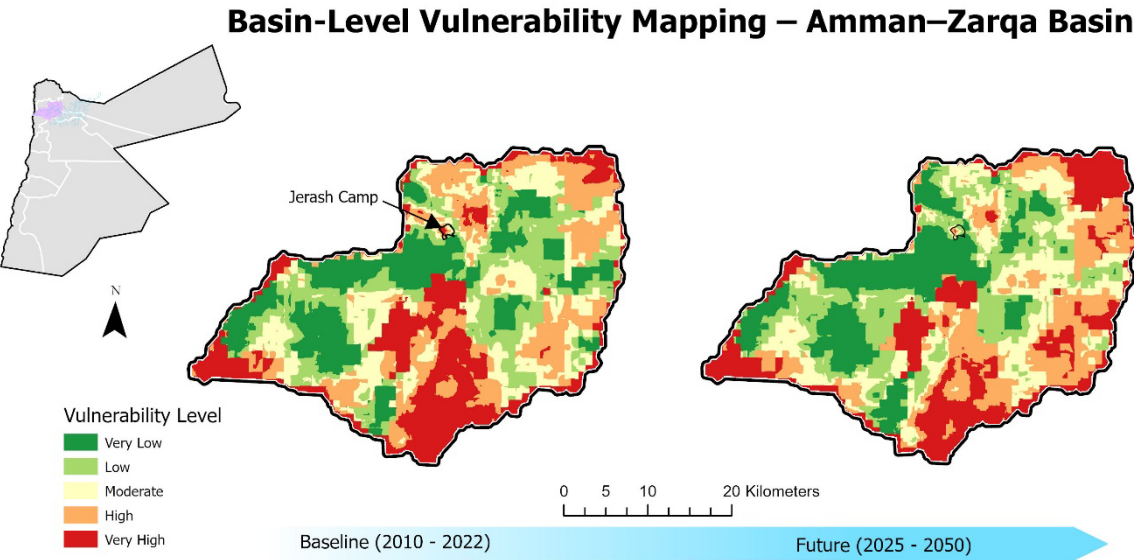 Basin-Level Vulnerability Mapping – Amman–Zarqa Basin
Jerash Camp
N
Vulnerability Level
Very Low
Low
Moderate
High
Very High
0 5 10 20 Kilometers
Baseline (2010 - 2022)
Future (2025 - 2050)